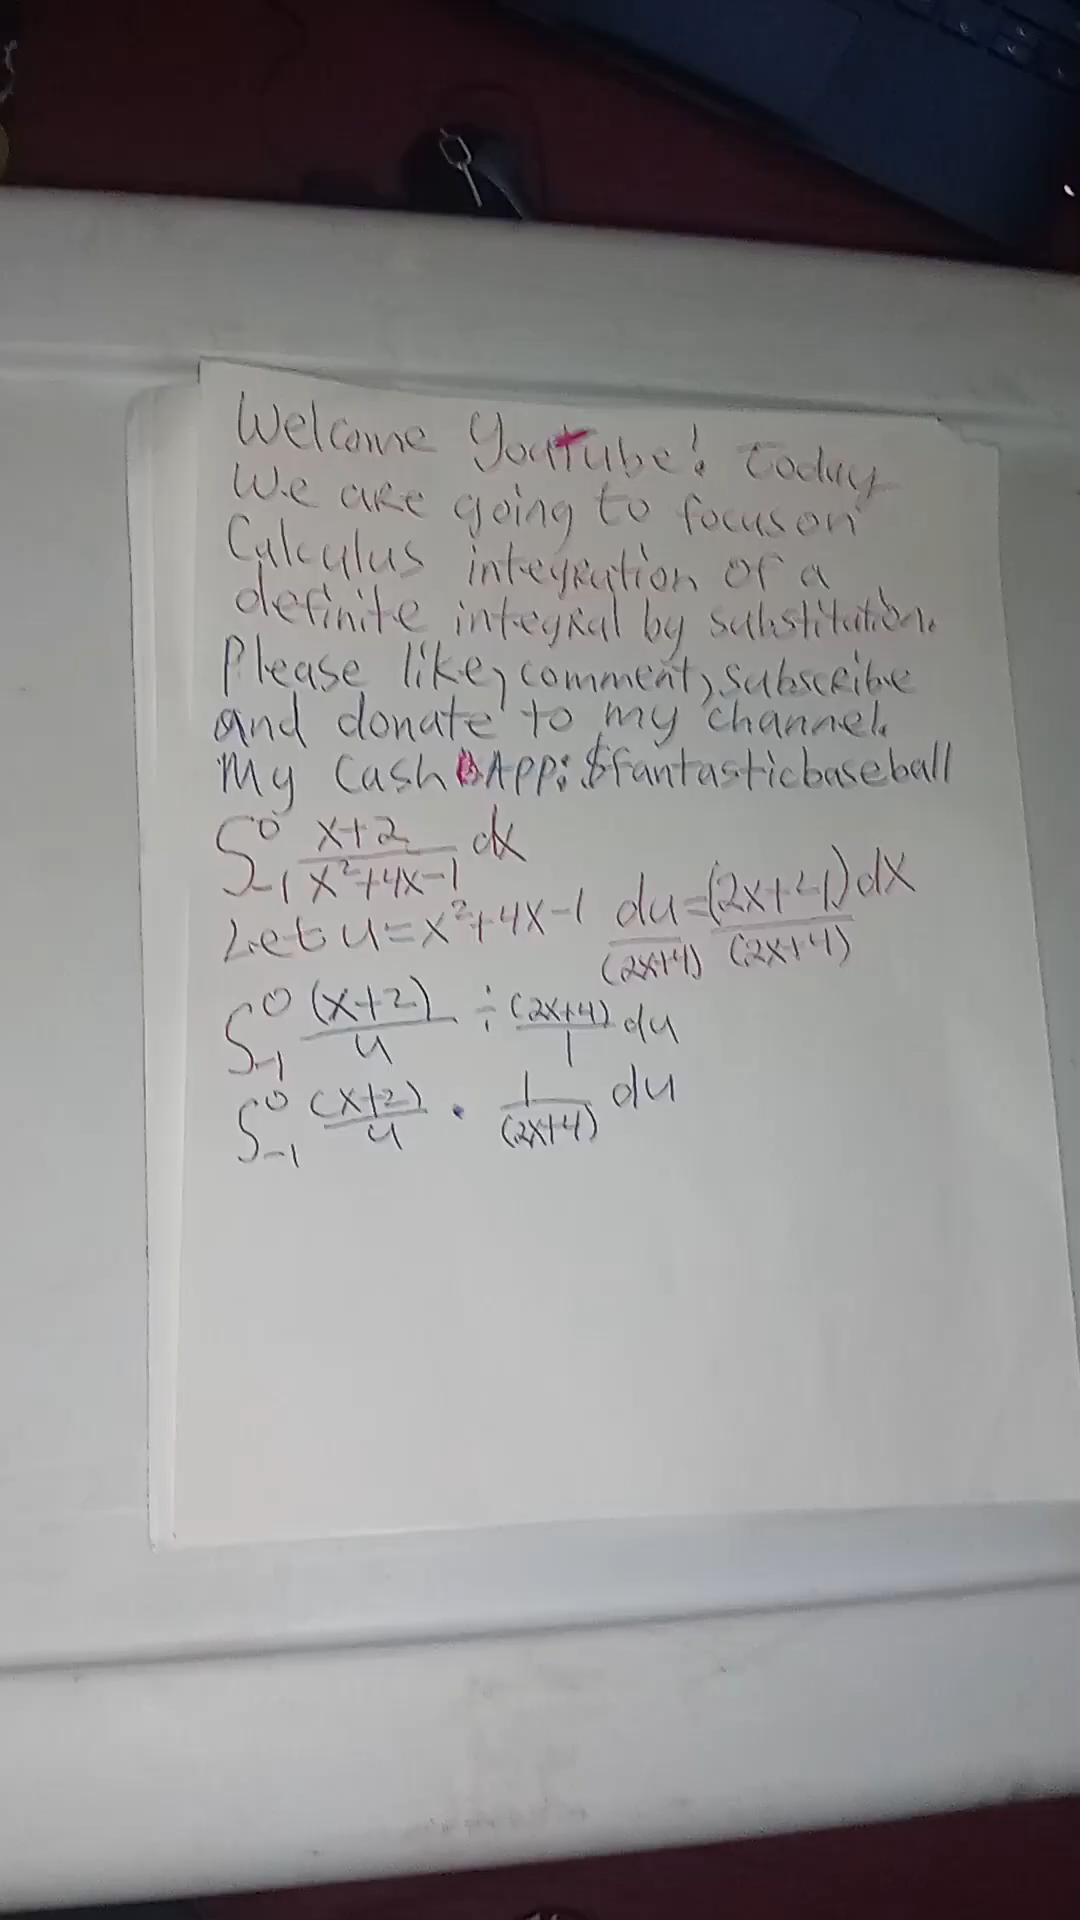 Welcome Youtube! Today
We are going to focus on
Calculus integration of a
definite integral by substitution.
Please like, comment, subscribe
and donate to my channel.
My Cash App: $fantasticbaseball
∫₋₁⁰ (x+2)/(x²+4x-1) dx
Let u=x²+4x-1 du/(2x+4)=(2x+4)dx/(2x+4)
∫₋₁⁰ (x+2)/u ÷ (2x+4)/1 du
∫₋₁⁰ (x+2)/u · 1/(2x+4) du